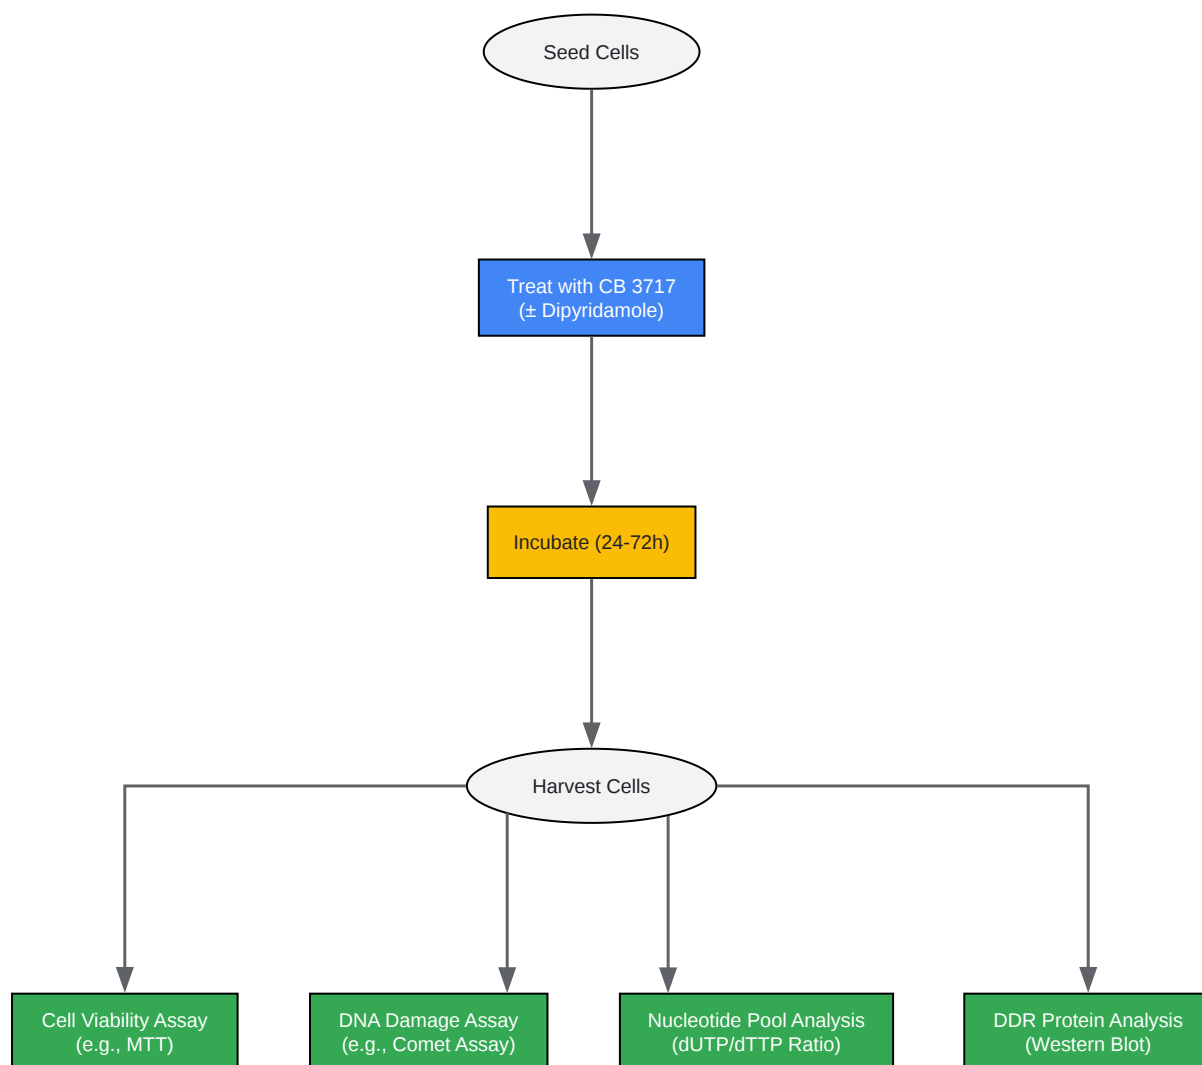 Seed Cells
Treat with CB 3717
(± Dipyridamole)
Incubate (24-72h)
Harvest Cells
Cell Viability Assay
(e.g., MTT)
DNA Damage Assay
(e.g., Comet Assay)
Nucleotide Pool Analysis
(dUTP/dTTP Ratio)
DDR Protein Analysis
(Western Blot)